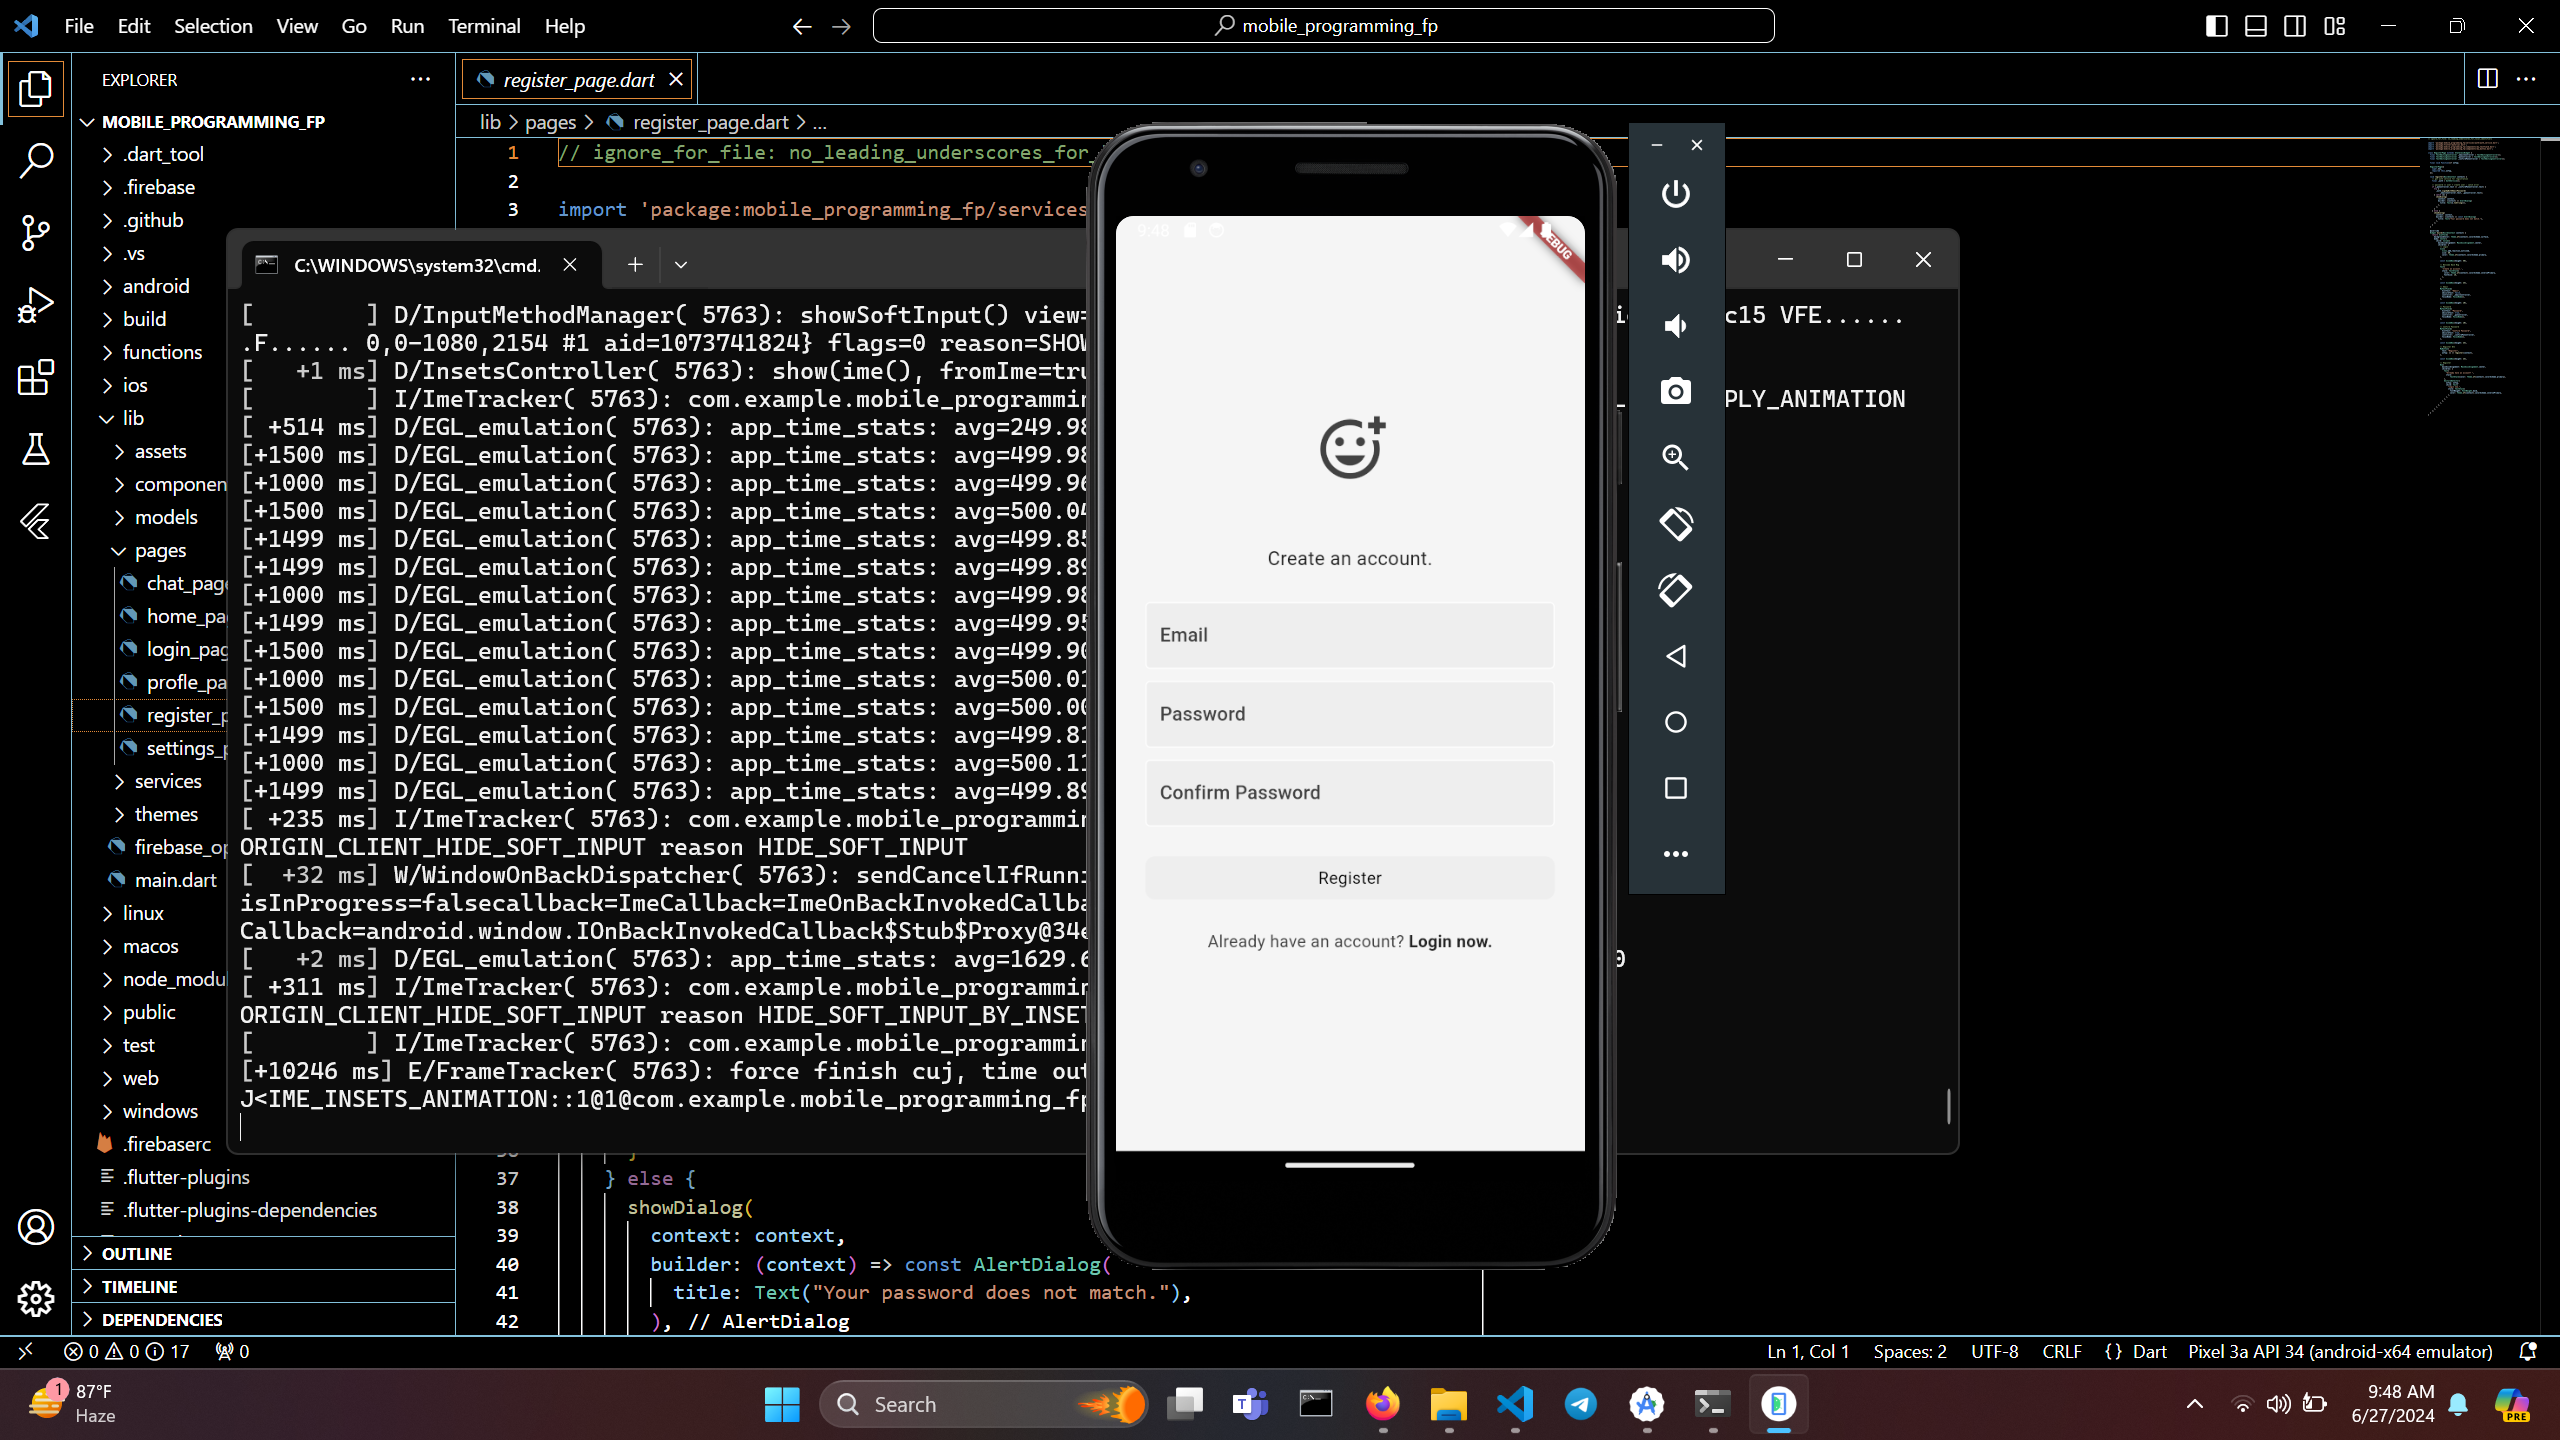 File Edit Selection View Go Run Terminal Help
mobile_programming_fp
EXPLORER
MOBILE_PROGRAMMING_FP
.dart_tool
.firebase
.github
.vs
android
build
functions
ios
lib
assets
componen
models
pages
chat_page
home_pa
login_pag
profle_pa
register_p
settings_p
services
themes
firebase_op
main.dart
linux
macos
node_modu
public
test
web
windows
.firebaserc
.flutter-plugins
.flutter-plugins-dependencies
OUTLINE
TIMELINE
DEPENDENCIES
register_page.dart
lib > pages > register_page.dart > ...
1 // ignore_for_file: no_leading_underscores_for_
2
3 import 'package:mobile_programming_fp/services
C:\WINDOWS\system32\cmd.
[ ] D/InputMethodManager( 5763): showSoftInput() view=
c15 VFE......
.F...... 0,0-1080,2154 #1 aid=1073741824} flags=0 reason=SHOW
[ +1 ms] D/InsetsController( 5763): show(ime(), fromIme=tru
[ ] I/ImeTracker( 5763): com.example.mobile_programmin
PLY_ANIMATION
[ +514 ms] D/EGL_emulation( 5763): app_time_stats: avg=249.98
[+1500 ms] D/EGL_emulation( 5763): app_time_stats: avg=499.98
[+1000 ms] D/EGL_emulation( 5763): app_time_stats: avg=499.96
[+1500 ms] D/EGL_emulation( 5763): app_time_stats: avg=500.04
[+1499 ms] D/EGL_emulation( 5763): app_time_stats: avg=499.85
[+1499 ms] D/EGL_emulation( 5763): app_time_stats: avg=499.89
[+1000 ms] D/EGL_emulation( 5763): app_time_stats: avg=499.98
[+1499 ms] D/EGL_emulation( 5763): app_time_stats: avg=499.95
[+1500 ms] D/EGL_emulation( 5763): app_time_stats: avg=499.90
[+1000 ms] D/EGL_emulation( 5763): app_time_stats: avg=500.01
[+1500 ms] D/EGL_emulation( 5763): app_time_stats: avg=500.00
[+1499 ms] D/EGL_emulation( 5763): app_time_stats: avg=499.81
[+1000 ms] D/EGL_emulation( 5763): app_time_stats: avg=500.11
[+1499 ms] D/EGL_emulation( 5763): app_time_stats: avg=499.89
[ +235 ms] I/ImeTracker( 5763): com.example.mobile_programmin
ORIGIN_CLIENT_HIDE_SOFT_INPUT reason HIDE_SOFT_INPUT
[ +32 ms] W/WindowOnBackDispatcher( 5763): sendCancelIfRunni
isInProgress=falsecallback=ImeCallback=ImeOnBackInvokedCallba
Callback=android.window.IOnBackInvokedCallback$Stub$Proxy@34e
[ +2 ms] D/EGL_emulation( 5763): app_time_stats: avg=1629.6
[ +311 ms] I/ImeTracker( 5763): com.example.mobile_programmin
ORIGIN_CLIENT_HIDE_SOFT_INPUT reason HIDE_SOFT_INPUT_BY_INSET
[ ] I/ImeTracker( 5763): com.example.mobile_programmin
[+10246 ms] E/FrameTracker( 5763): force finish cuj, time out
J<IME_INSETS_ANIMATION::1@1@com.example.mobile_programming_fp
37 } else {
38 showDialog(
39 context: context,
40 builder: (context) => const AlertDialog(
41 title: Text("Your password does not match."),
42 ), // AlertDialog
9:48
Create an account.
Email
Password
Confirm Password
Register
Already have an account? Login now.
0 0 17 0
Ln 1, Col 1 Spaces: 2 UTF-8 CRLF {} Dart Pixel 3a API 34 (android-x64 emulator)
1
87°F
Haze
Search
T
PRE
9:48 AM
6/27/2024